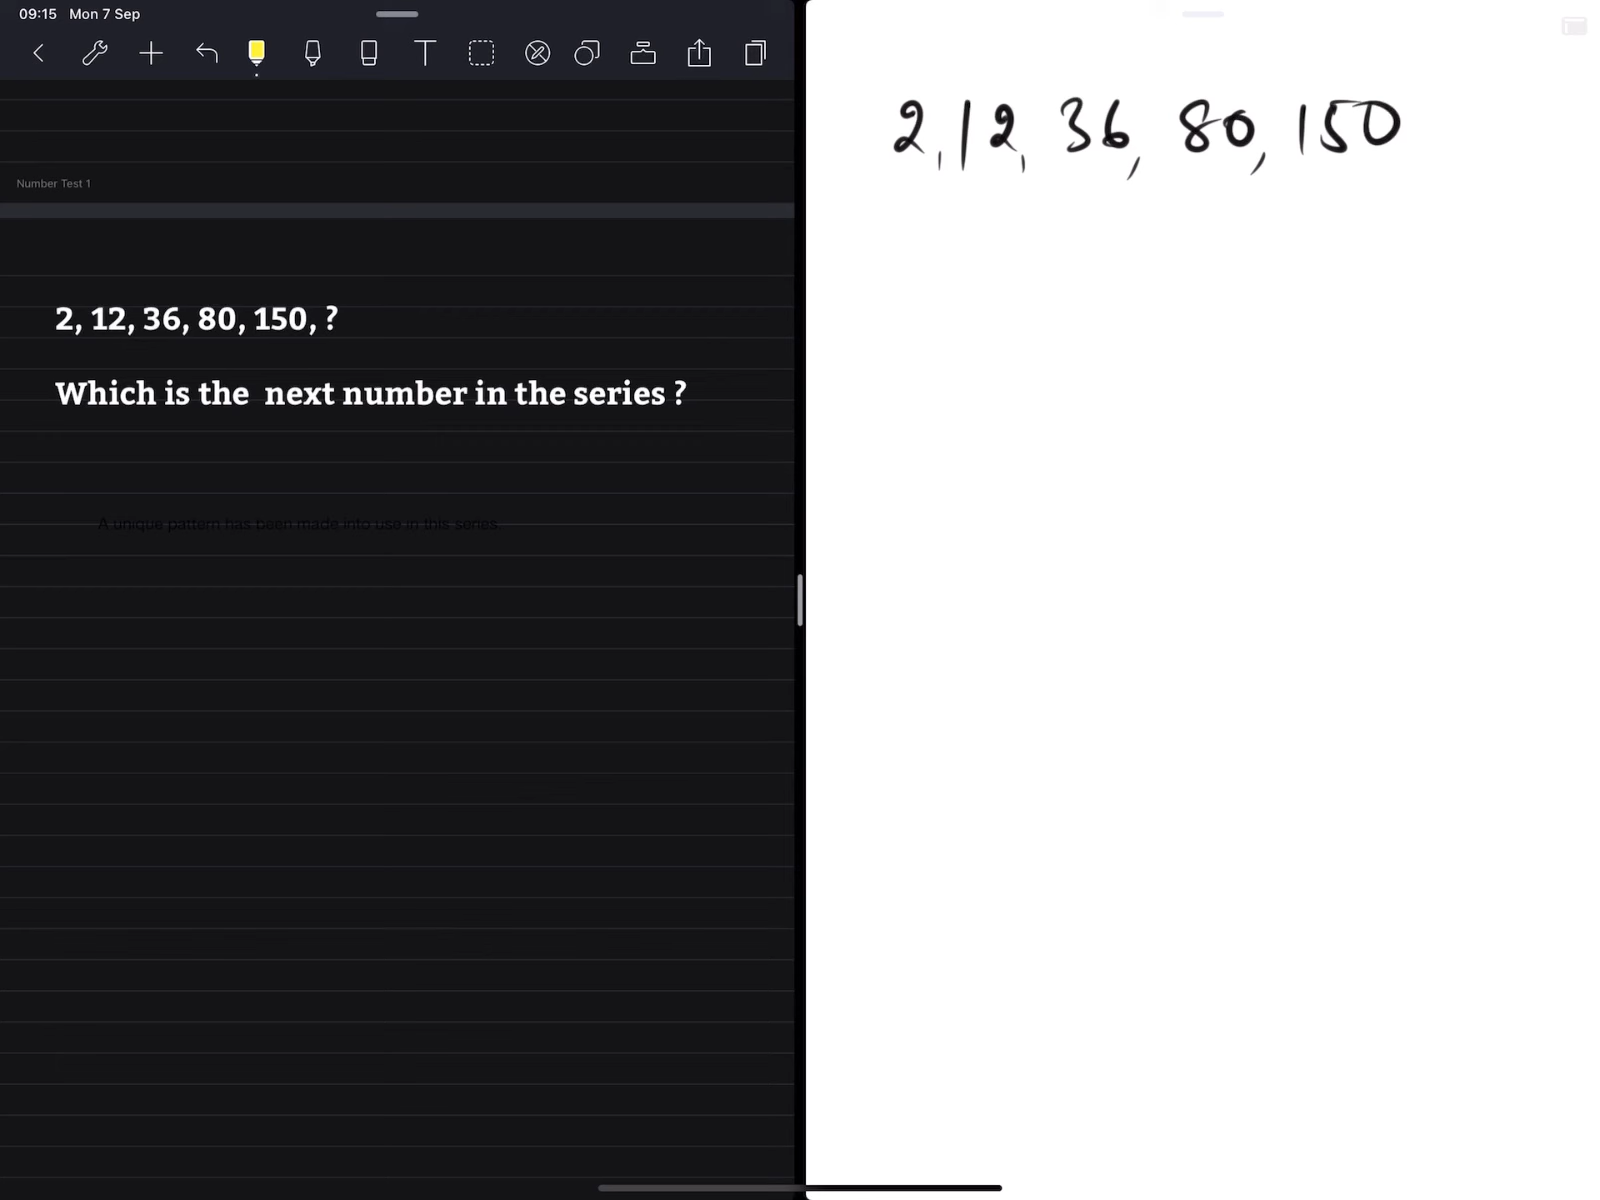 09:15 Mon 7 Sep
Number Test 1
2, 12, 36, 80, 150, ?
Which is the next number in the series ?
A unique pattern has been made into use in this series
2, 12, 36, 80, 150